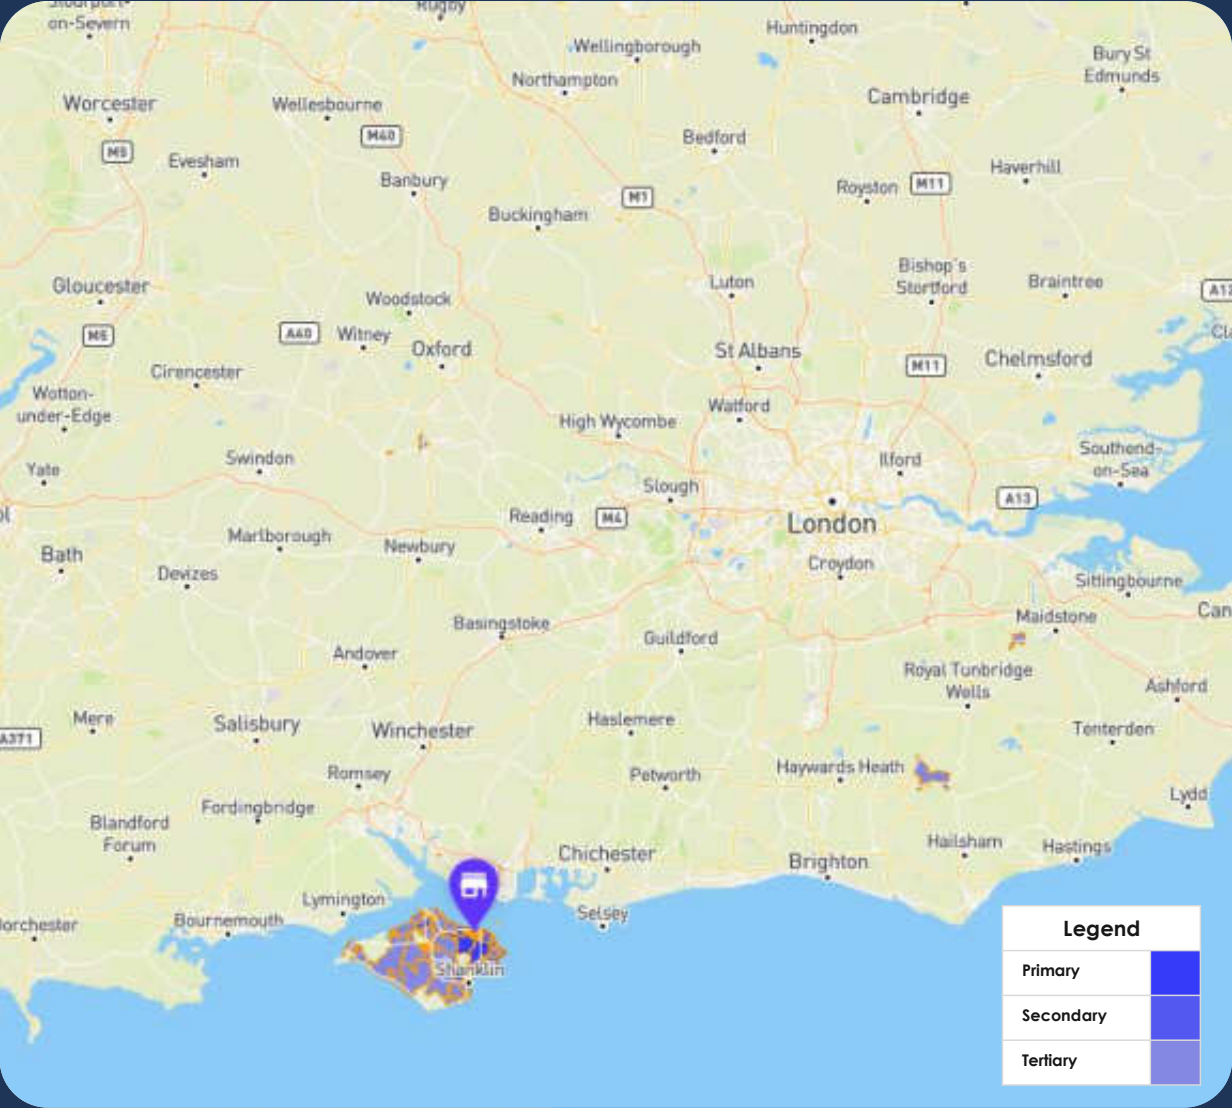 on-Severn
Rugby
Huntingdon
Wellingborough
Northampton
Bury St
Edmunds
Worcester
Wellesbourne
Cambridge
M40
Bedford
M5
Evesham
Haverhill
Banbury
Royston
M11
M1
Buckingham
Bishop's
Stortford
Gloucester
Luton
Braintree
Woodstock
M5
A40
Witney
Oxford
St Albans
M11
Chelmsford
Cirencester
Wotton-
under-Edge
Watford
High Wycombe
Southend-
on-Sea
Yate
Swindon
Ilford
Slough
A13
Reading
M4
London
Marlborough
Newbury
Bath
Devizes
Croydon
Sittingbourne
Basingstoke
Maidstone
Guildford
Andover
Royal Tunbridge
Wells
Ashford
A371
Mere
Salisbury
Winchester
Haslemere
Tenterden
Romsey
Petworth
Haywards Heath
Lydd
Fordingbridge
Blandford
Forum
Chichester
Brighton
Hailsham
Hastings
Lymington
Selsey
Bournemouth
orchester
Shanklin
Legend
Primary
Secondary
Tertiary